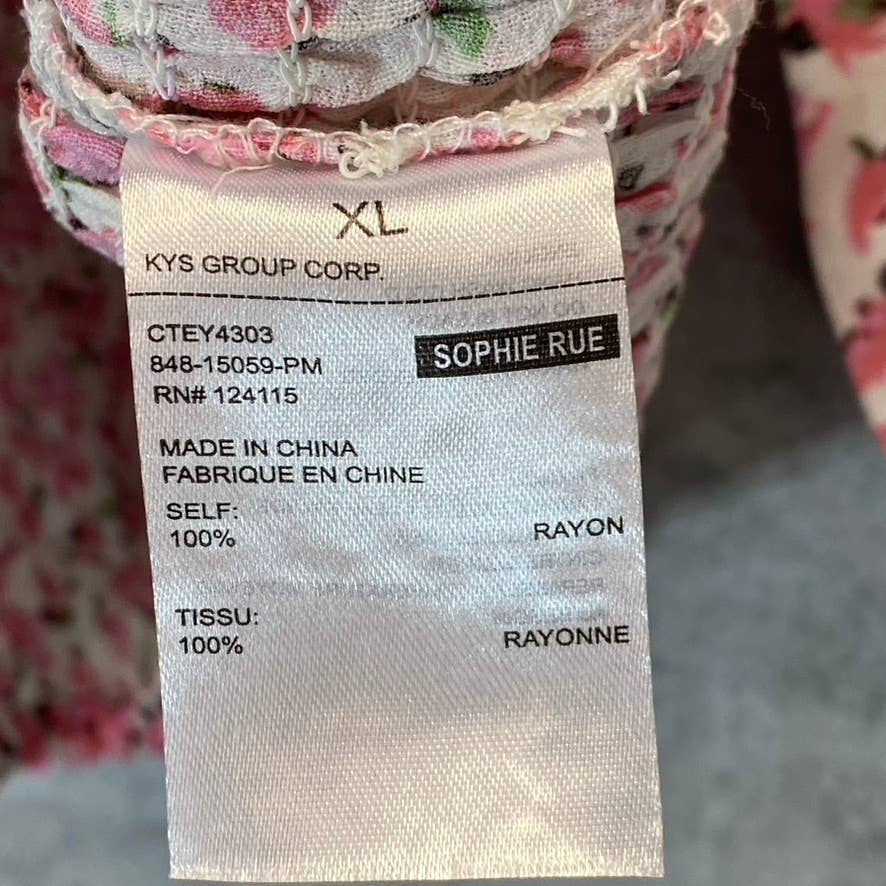 XL
KYS GROUP CORP.
CTEY4303
SOPHIE RUE
848-15059-PM
RN# 124115
MADE IN CHINA
FABRIQUE EN CHINE
SELF:
100% RAYON
TISSU:
100% RAYONNE